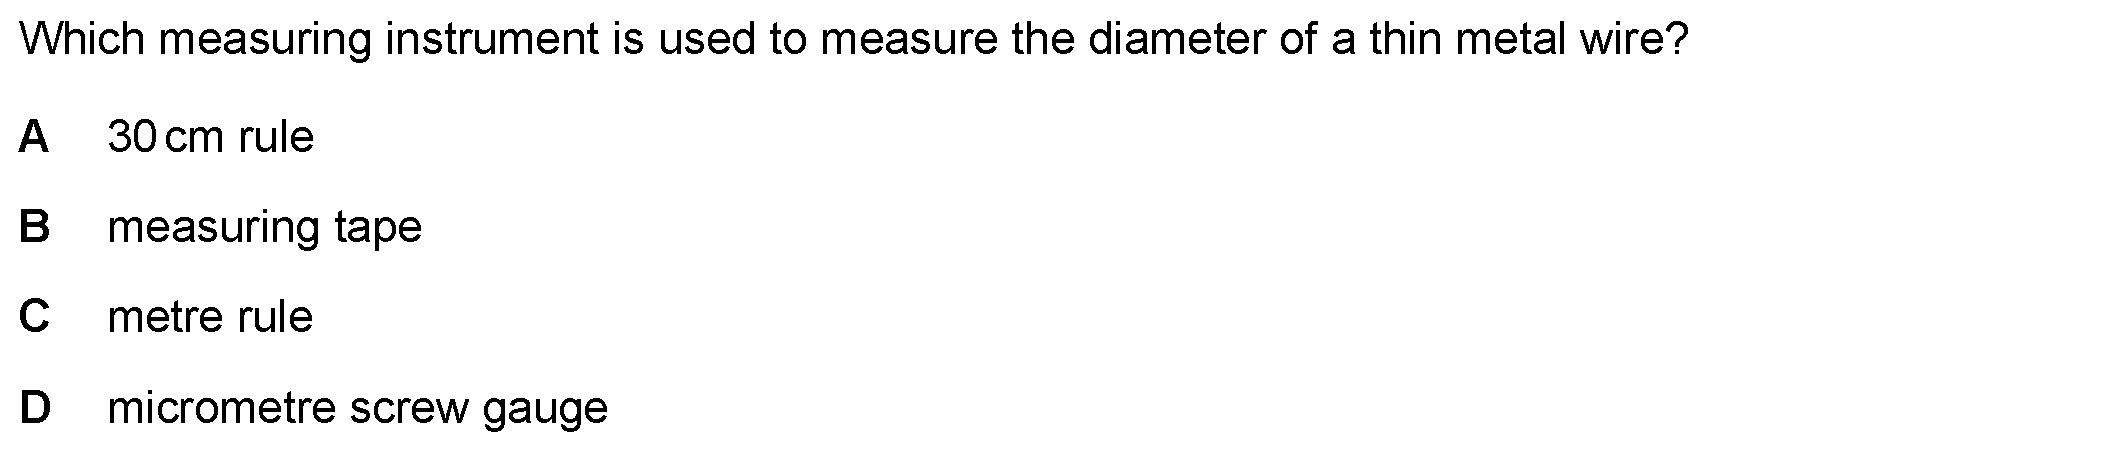 Which measuring instrument is used to measure the diameter of a thin metal wire?
A 30 cm rule
B measuring tape
C metre rule
D micrometre screw gauge